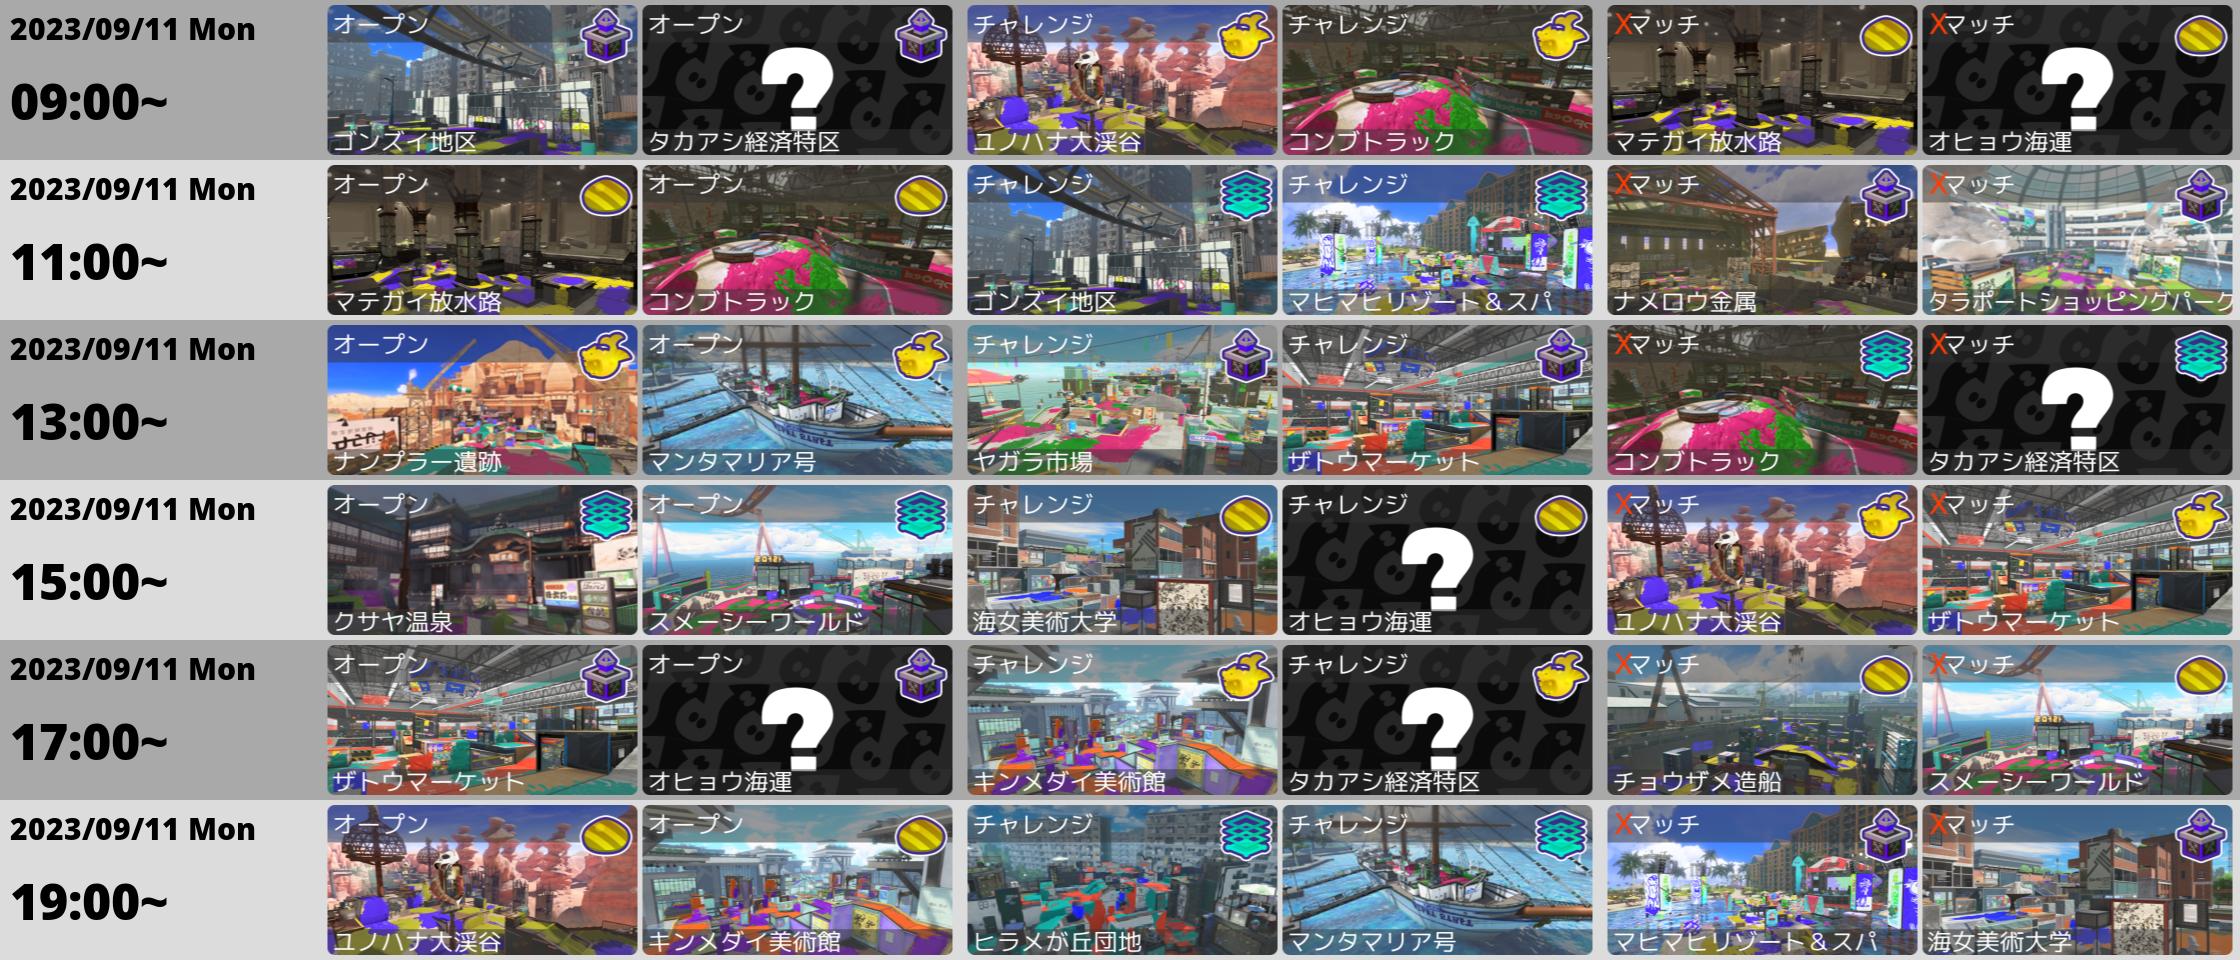 2023/09/11 Mon
09:00~
オープン
ゴンズイ地区
オープン
タカアシ経済特区
チャレンジ
ユノハナ大渓谷
チャレンジ
コンブトラック
Xマッチ
マテガイ放水路
Xマッチ
オヒョウ海運
2023/09/11 Mon
11:00~
オープン
マテガイ放水路
オープン
コンブトラック
チャレンジ
ゴンズイ地区
チャレンジ
マヒマヒリゾート＆スパ
Xマッチ
ナメロウ金属
Xマッチ
タラポートショッピングパーク
2023/09/11 Mon
13:00~
オープン
ナンプラー遺跡
オープン
マンタマリア号
チャレンジ
ヤガラ市場
チャレンジ
ザトウマーケット
Xマッチ
コンブトラック
Xマッチ
タカアシ経済特区
2023/09/11 Mon
15:00~
オープン
クサヤ温泉
オープン
スメーシーワールド
チャレンジ
海女美術大学
チャレンジ
オヒョウ海運
Xマッチ
ユノハナ大渓谷
Xマッチ
ザトウマーケット
2023/09/11 Mon
17:00~
オープン
ザトウマーケット
オープン
オヒョウ海運
チャレンジ
キンメダイ美術館
チャレンジ
タカアシ経済特区
Xマッチ
チョウザメ造船
Xマッチ
スメーシーワールド
2023/09/11 Mon
19:00~
オープン
ユノハナ大渓谷
オープン
キンメダイ美術館
チャレンジ
ヒラメが丘団地
チャレンジ
マンタマリア号
Xマッチ
マヒマヒリゾート＆スパ
Xマッチ
海女美術大学